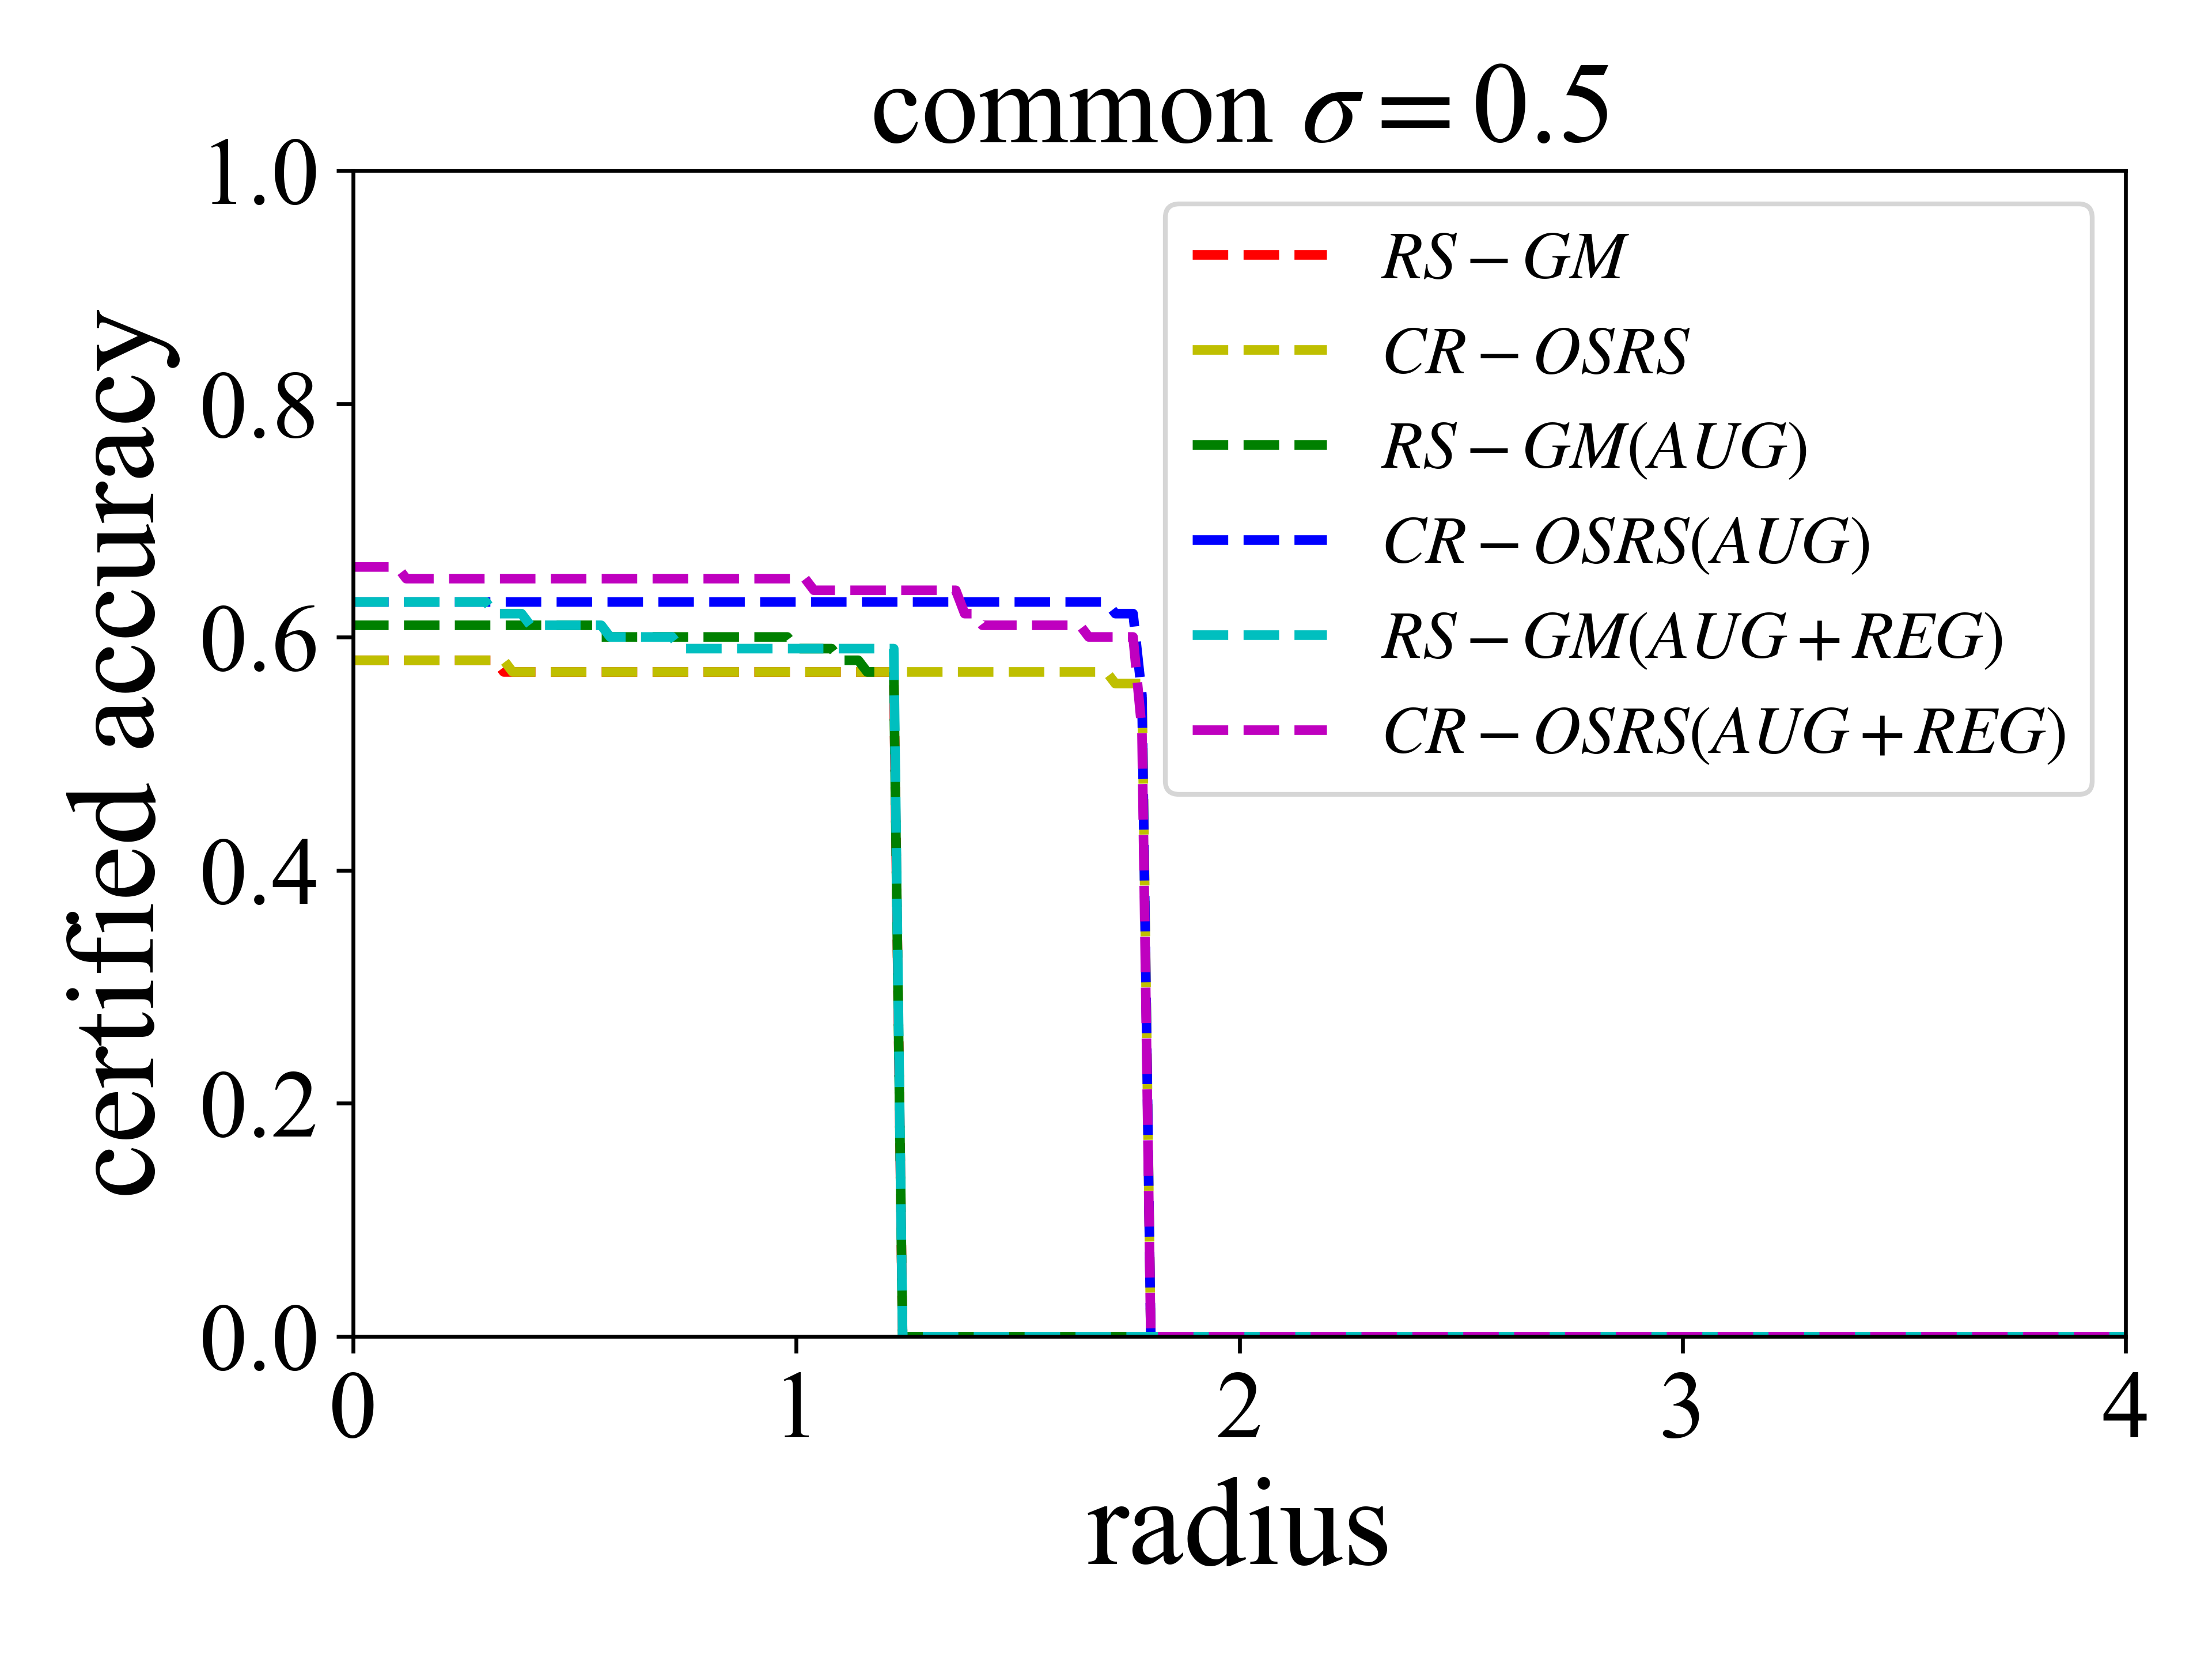 common σ = 0.5
certified accuracy
1.0
0.8
0.6
0.4
0.2
0.0
RS − GM
CR − OSRS
RS − GM(AUG)
CR − OSRS(AUG)
RS − GM(AUG + REG)
CR − OSRS(AUG + REG)
0 1 2 3 4
radius